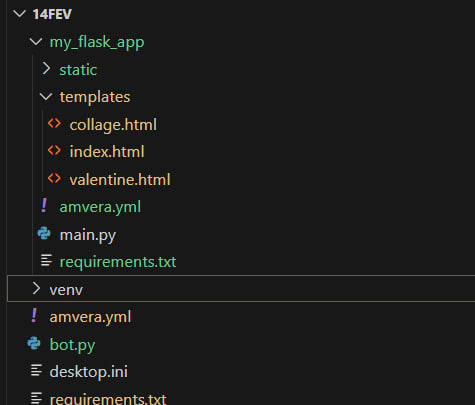 14FEV
my_flask_app
static
templates
collage.html
index.html
valentine.html
amvera.yml
main.py
requirements.txt
venv
amvera.yml
bot.py
desktop.ini
requirements.txt